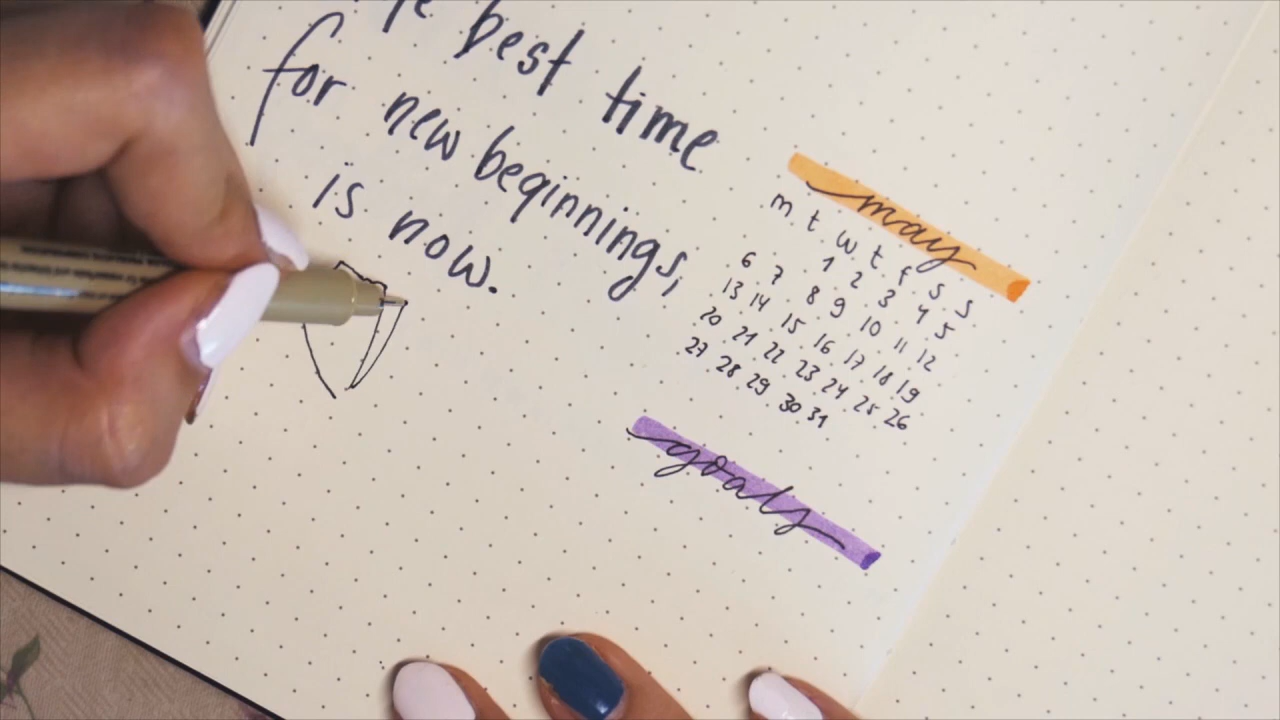 best time
for new beginnings,
is now.
may
m t w t f s s
1 2 3 4 5
6 7 8 9 10 11 12
13 14 15 16 17 18 19
20 21 22 23 24 25 26
27 28 29 30 31
goals